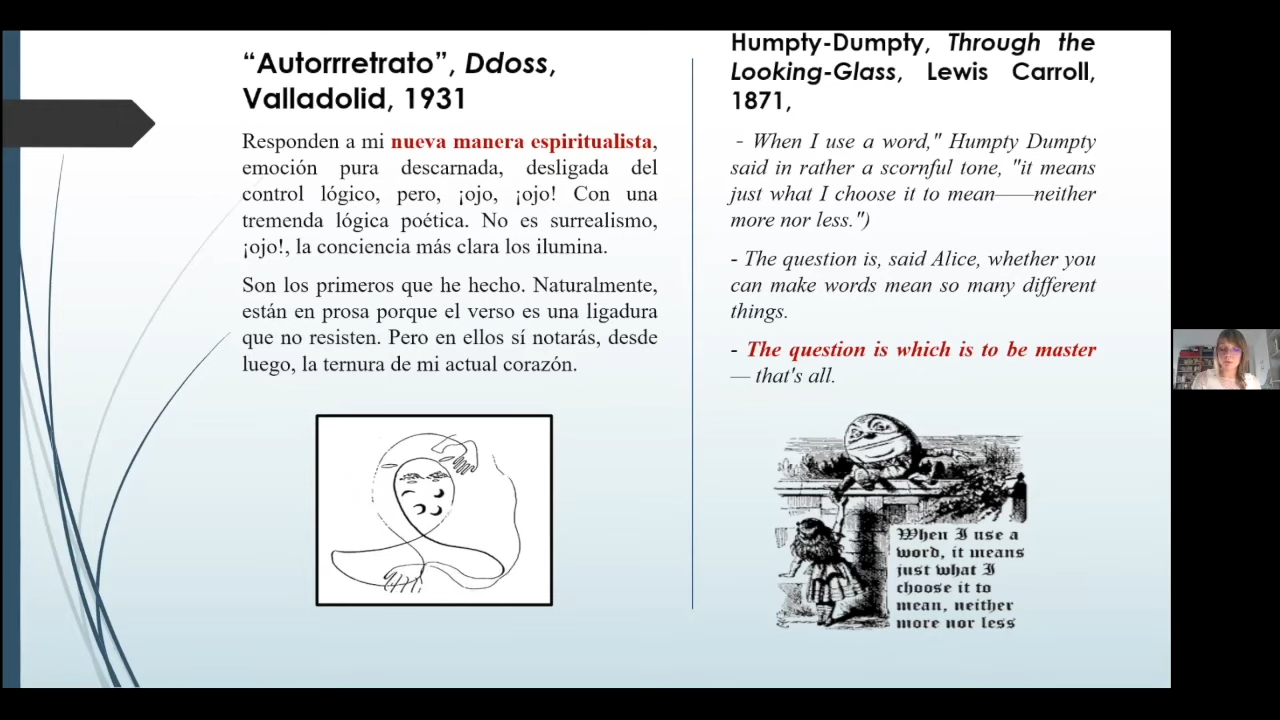 “Autorrretrato”, Ddoss,
Valladolid, 1931
Responden a mi nueva manera espiritualista,
emoción pura descarnada, desligada del
control lógico, pero, ¡ojo, ¡ojo! Con una
tremenda lógica poética. No es surrealismo,
¡ojo!, la conciencia más clara los ilumina.
Son los primeros que he hecho. Naturalmente,
están en prosa porque el verso es una ligadura
que no resisten. Pero en ellos sí notarás, desde
luego, la ternura de mi actual corazón.
Humpty-Dumpty, Through the
Looking-Glass, Lewis Carroll,
1871,
- When I use a word," Humpty Dumpty
said in rather a scornful tone, "it means
just what I choose it to mean——neither
more nor less.")
- The question is, said Alice, whether you
can make words mean so many different
things.
- The question is which is to be master
— that's all.
When I use a
word, it means
just what I
choose it to
mean, neither
more nor less